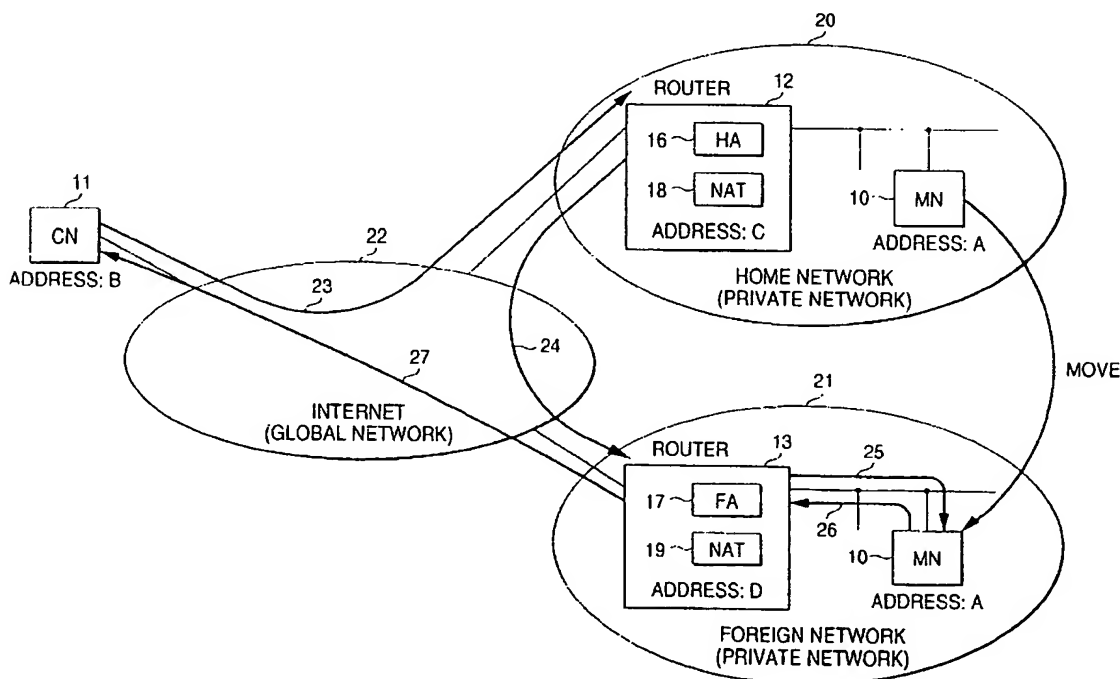 20
ROUTER
12
16
HA
18
NAT
ADDRESS: C
10
MN
ADDRESS: A
HOME NETWORK
(PRIVATE NETWORK)
11
CN
ADDRESS: B
22
23
24
27
INTERNET
(GLOBAL NETWORK)
MOVE
21
ROUTER
13
25
17
FA
26
19
NAT
10
MN
ADDRESS: D
ADDRESS: A
FOREIGN NETWORK
(PRIVATE NETWORK)